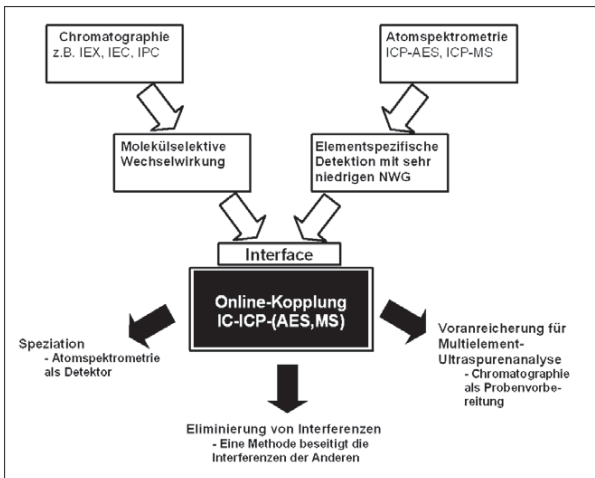 Chromatographie
z.B. IEX, IEC, IPC
Atomspektrometrie
ICP-AES, ICP-MS
Molekülselektive
Wechselwirkung
Elementspezifische
Detektion mit sehr
niedrigen NWG
Interface
Online-Kopplung
IC-ICP-(AES,MS)
Speziation
- Atomspektrometrie
als Detektor
Voranreicherung für
Multielement-
Ultraspurenanalyse
- Chromatographie
als Probenvorbe-
reitung
Eliminierung von Interferenzen
- Eine Methode beseitigt die
Interferenzen der Anderen